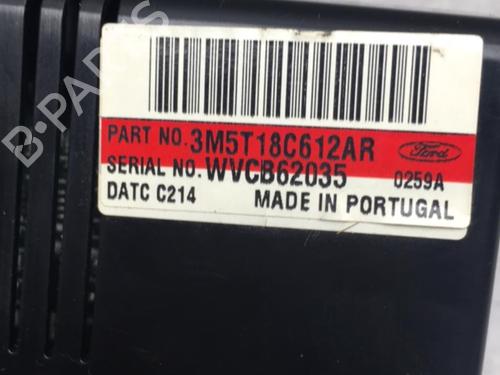 PART NO. 3M5T18C612AR Ford
SERIAL NO. WVCB62035 0259A
DATC C214 MADE IN PORTUGAL
B-PARTS